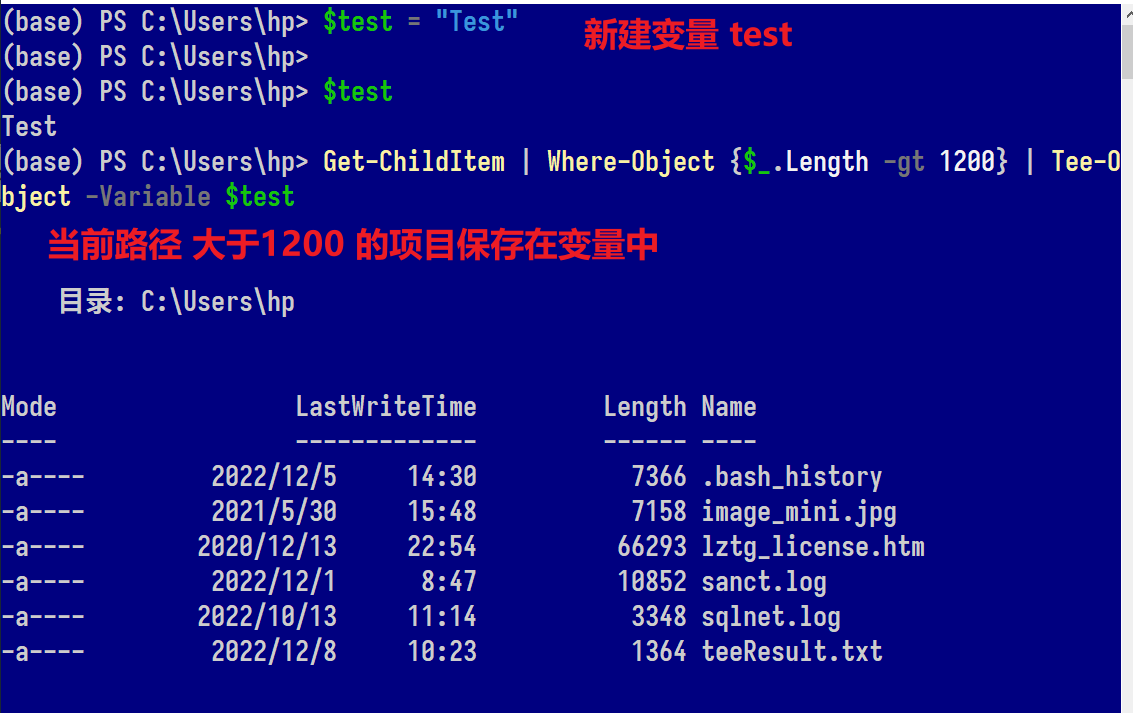 (base) PS C:\Users\hp> $test = "Test"
新建变量 test
(base) PS C:\Users\hp>
(base) PS C:\Users\hp> $test
Test
(base) PS C:\Users\hp> Get-ChildItem | Where-Object {$_.Length -gt 1200} | Tee-O
bject -Variable $test
当前路径 大于1200 的项目保存在变量中
目录: C:\Users\hp
Mode LastWriteTime Length Name
---- ------------- ------ ----
-a---- 2022/12/5 14:30 7366 .bash_history
-a---- 2021/5/30 15:48 7158 image_mini.jpg
-a---- 2020/12/13 22:54 66293 lztg_license.htm
-a---- 2022/12/1 8:47 10852 sanct.log
-a---- 2022/10/13 11:14 3348 sqlnet.log
-a---- 2022/12/8 10:23 1364 teeResult.txt